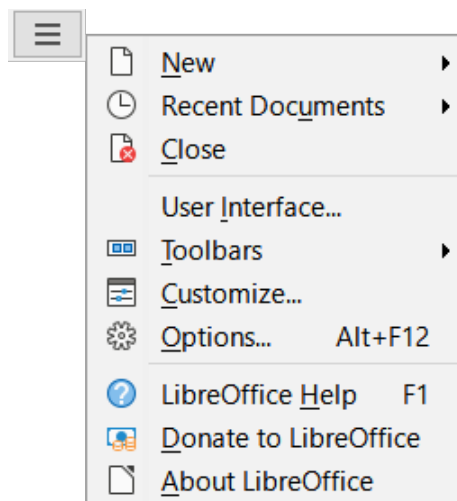 New
Recent Documents
Close
User Interface...
Toolbars
Customize...
Options... Alt+F12
LibreOffice Help F1
Donate to LibreOffice
About LibreOffice